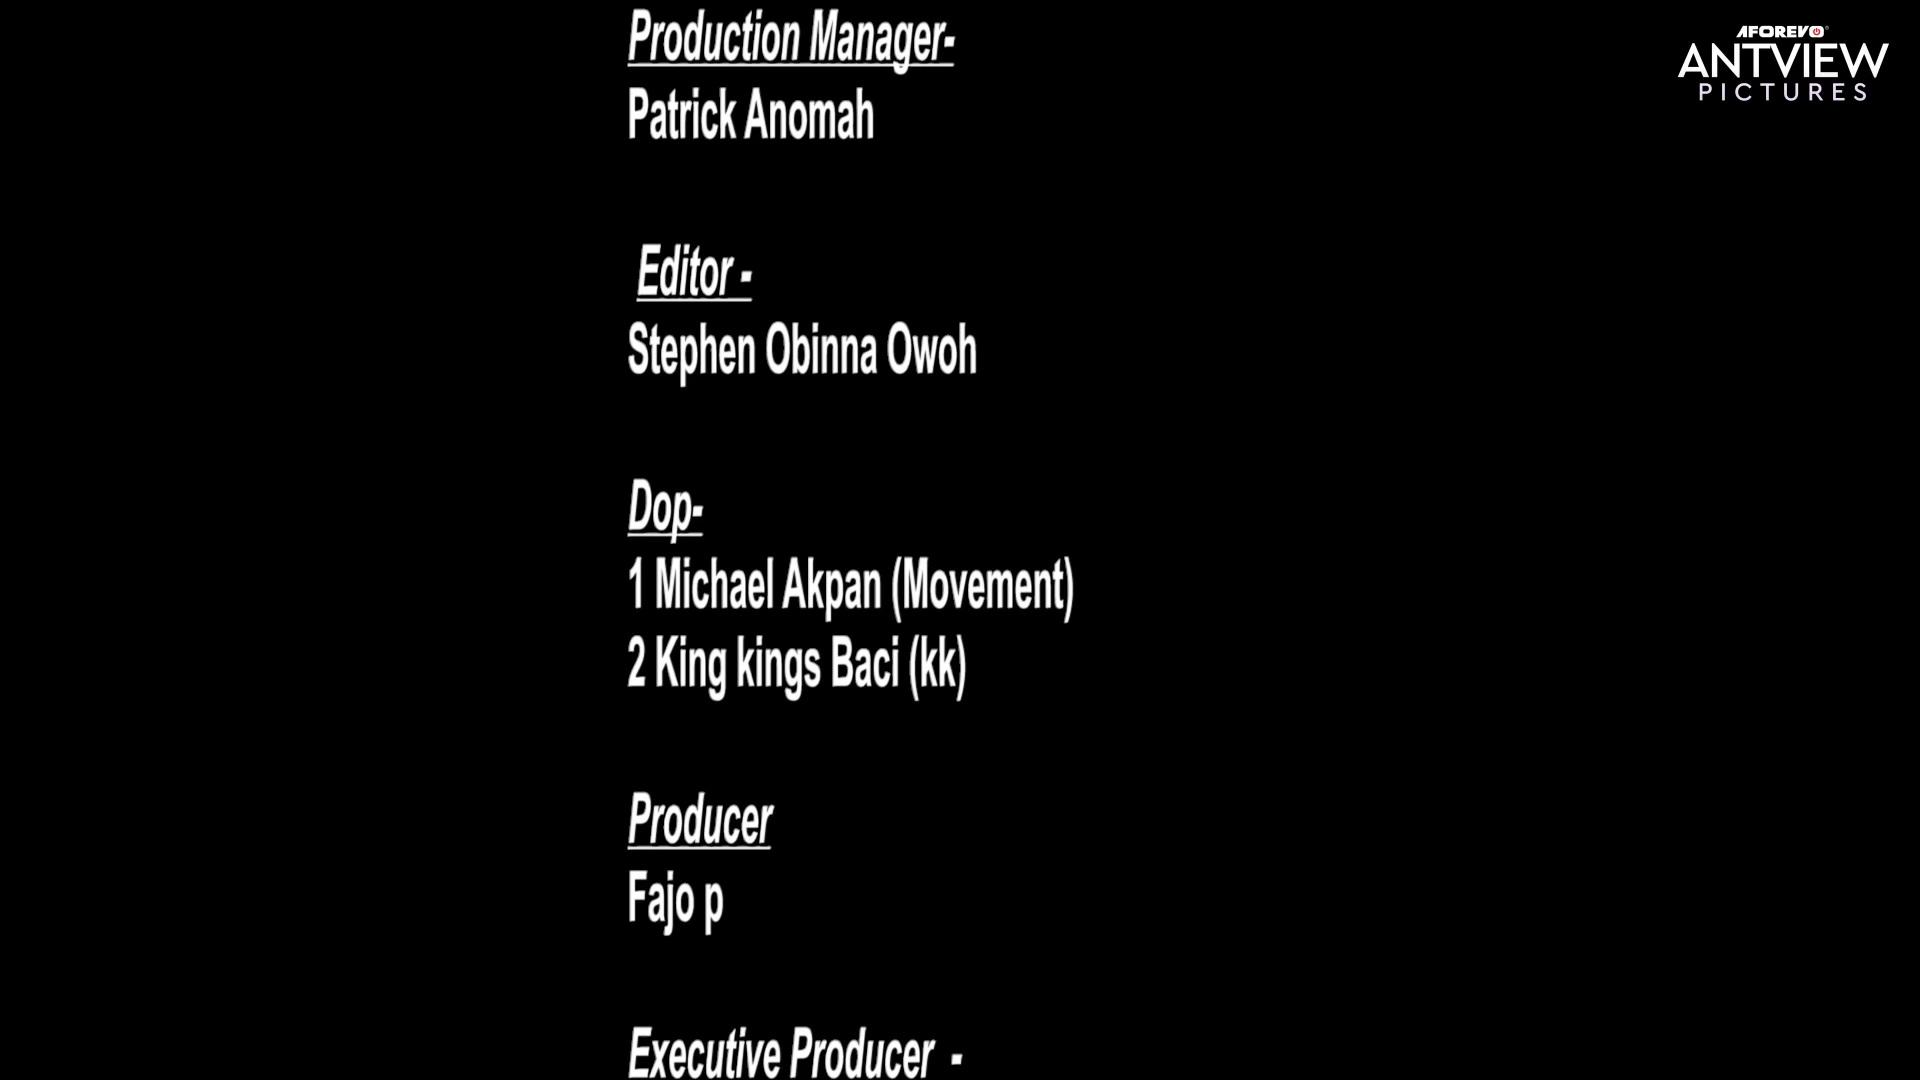 Production Manager-
Patrick Anomah
Editor -
Stephen Obinna Owoh
Dop-
1 Michael Akpan (Movement)
2 King kings Baci (kk)
Producer
Fajo p
Executive Producer -
AFOREVO
ANTVIEW
PICTURES